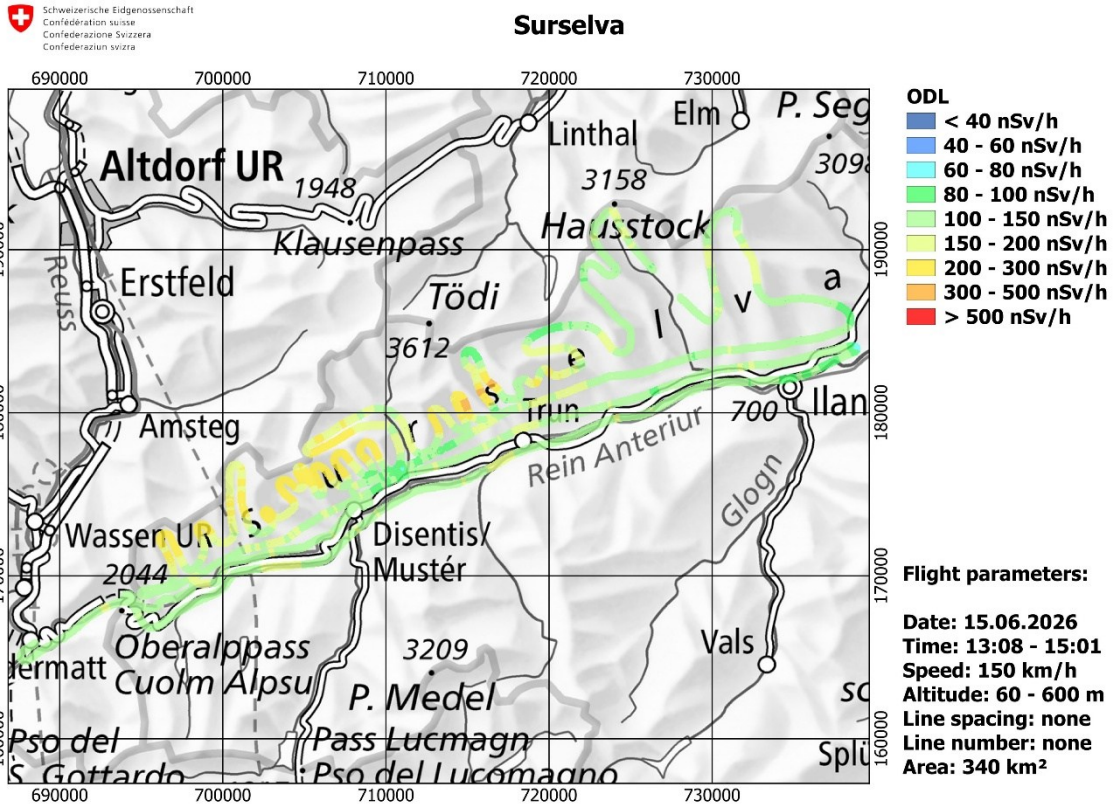 Schweizerische Eidgenossenschaft
Confédération suisse
Confederazione Svizzera
Confederaziun svizra
Surselva
690000 700000 710000 720000 730000
Elm P. Seg
Linthal
Altdorf UR
3098
1948 3158
Klausenpass Hausstock
190000 190000
Reuss
Erstfeld Tödi a
v
l
3612 e
s
180000 700 Ilan 180000
Amsteg r Trun
Rein Anteriur
u Glogn
s
Wassen UR Disentis/
Mustér
2044
170000 170000
Oberalppass 3209 Vals
dermatt
Cuolm Alpsu P. Medel
160000 160000
Pso del Pass Lucmagn Splü
S. Gottardo Pso del Lucomagno
690000 700000 710000 720000 730000
ODL
< 40 nSv/h
40 - 60 nSv/h
60 - 80 nSv/h
80 - 100 nSv/h
100 - 150 nSv/h
150 - 200 nSv/h
200 - 300 nSv/h
300 - 500 nSv/h
> 500 nSv/h
Flight parameters:
Date: 15.06.2026
Time: 13:08 - 15:01
Speed: 150 km/h
Altitude: 60 - 600 m
Line spacing: none
Line number: none
Area: 340 km²